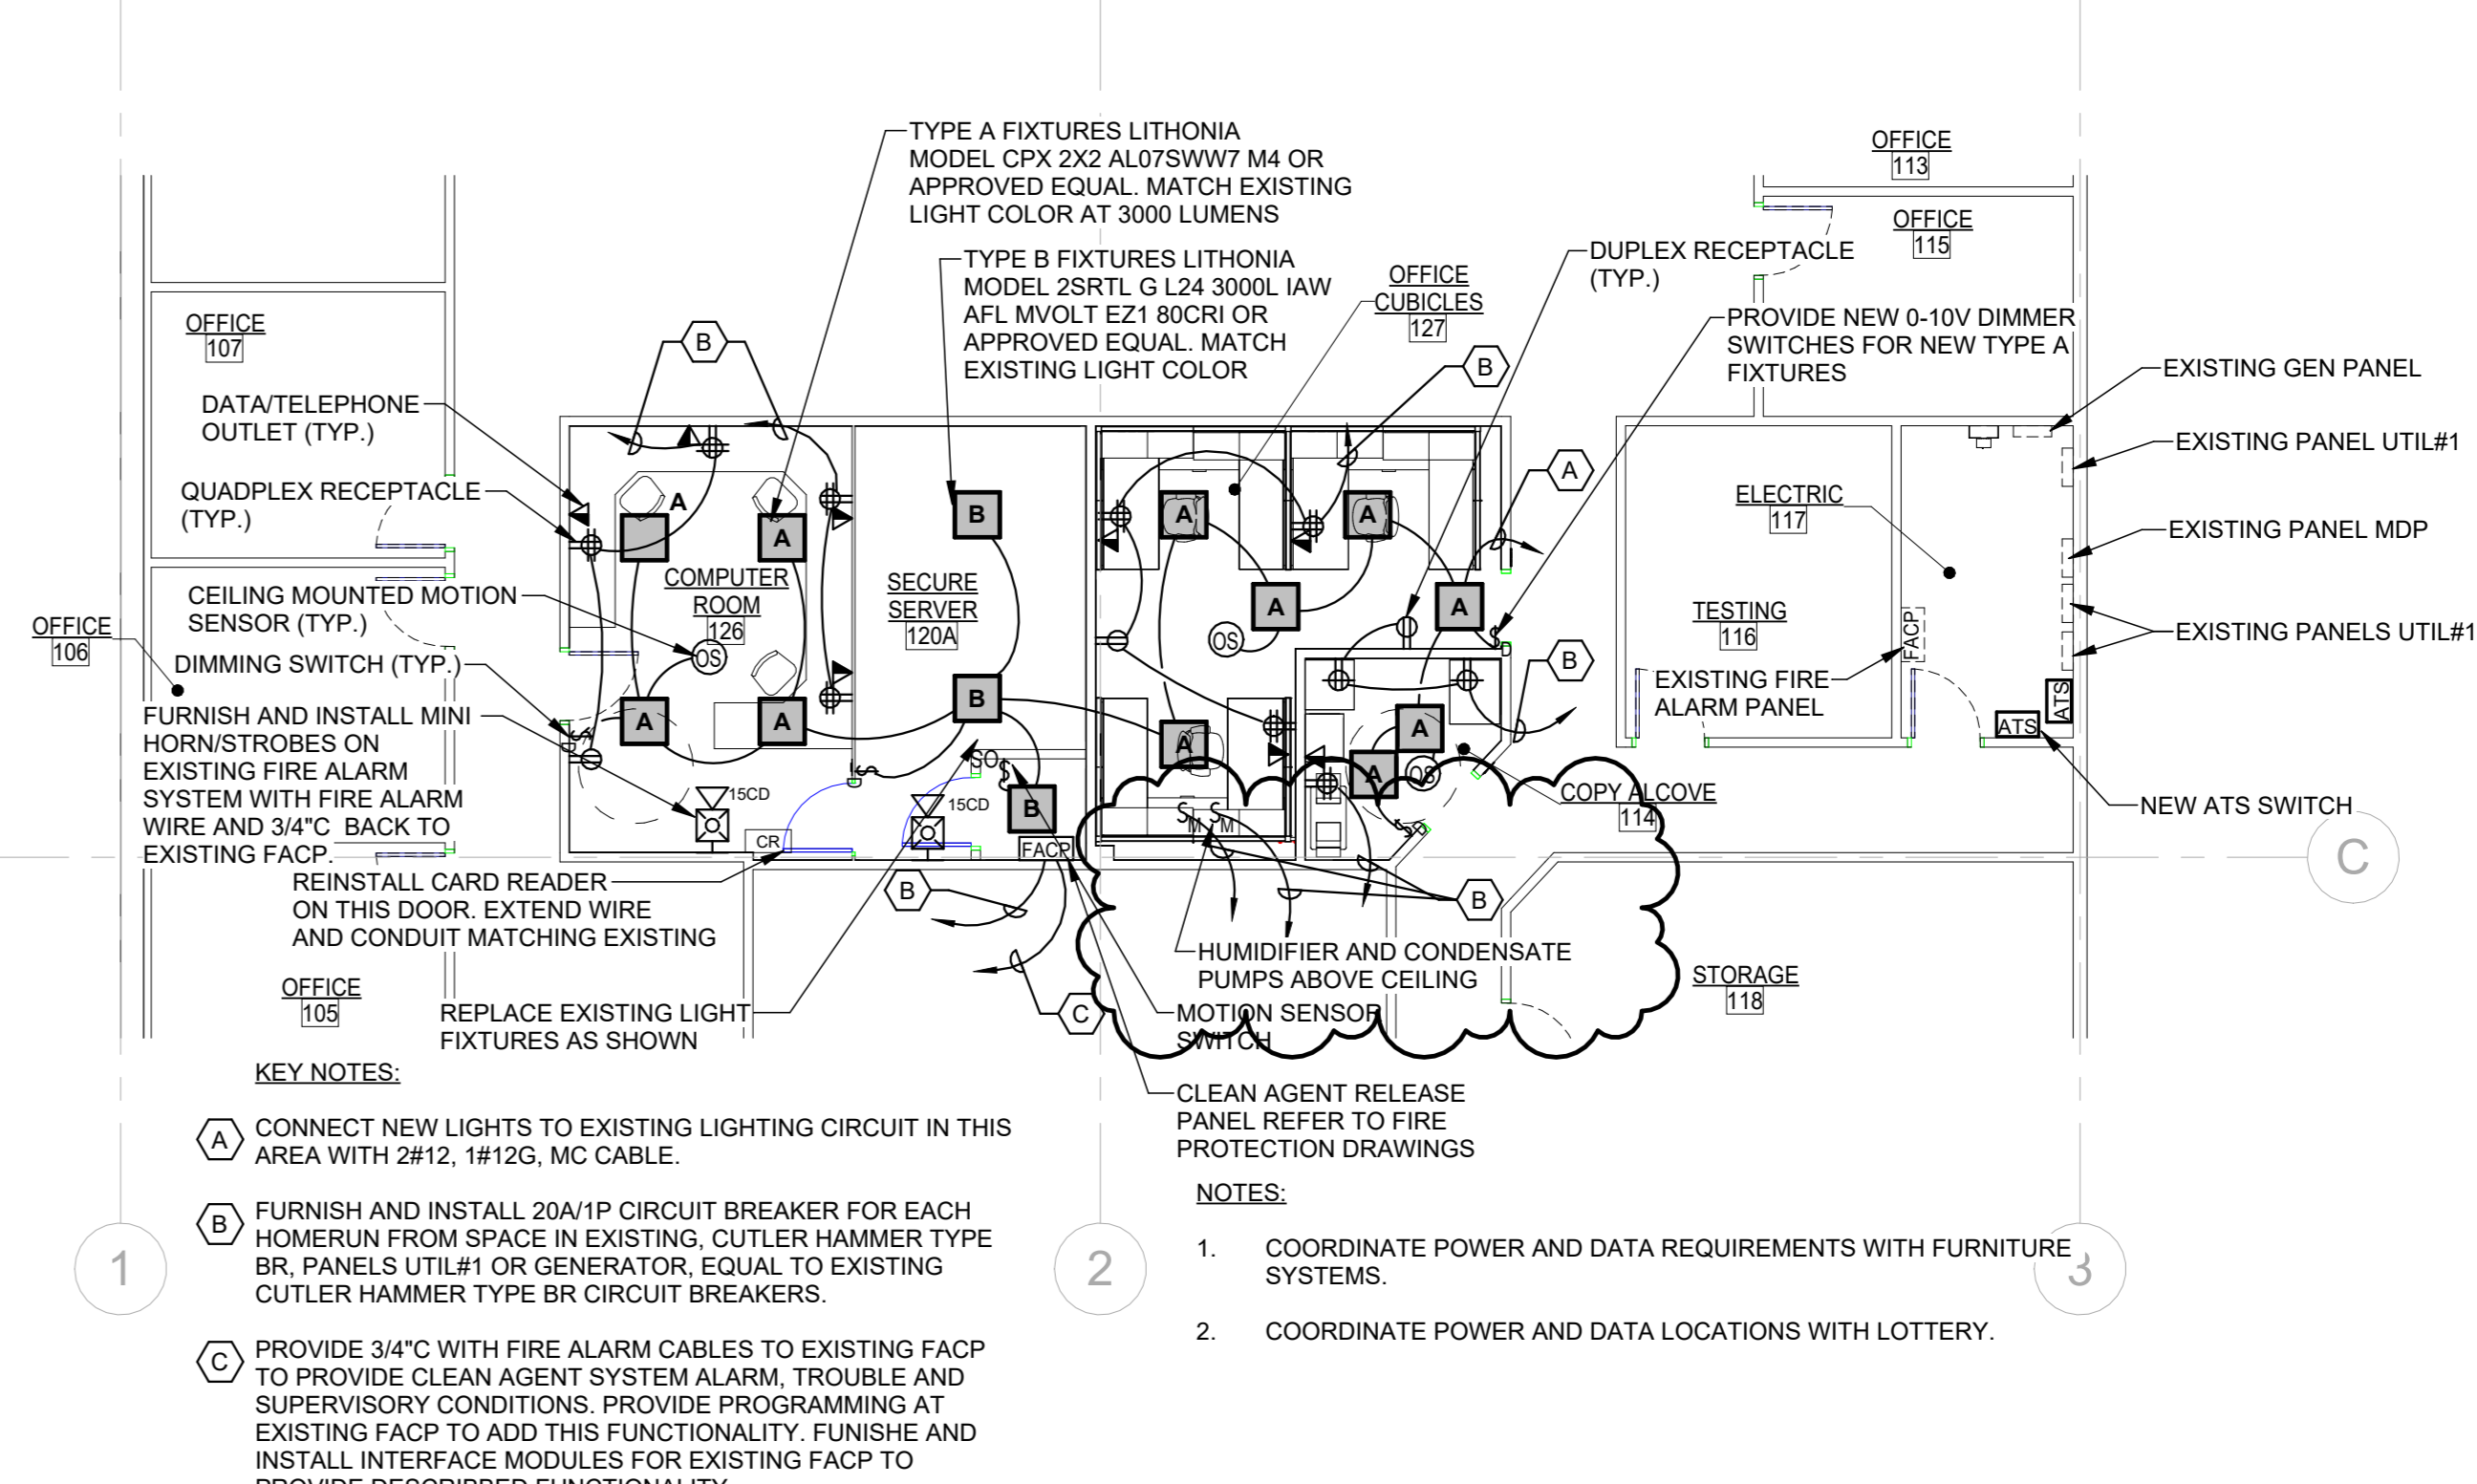 TYPE A FIXTURES LITHONIA
MODEL CPX 2X2 AL07SWW7 M4 OR
APPROVED EQUAL. MATCH EXISTING
LIGHT COLOR AT 3000 LUMENS
TYPE B FIXTURES LITHONIA
MODEL 2SRTL G L24 3000L IAW
AFL MVOLT EZ1 80CRI OR
APPROVED EQUAL. MATCH
EXISTING LIGHT COLOR
OFFICE
CUBICLES
127
DUPLEX RECEPTACLE
(TYP.)
OFFICE
113
OFFICE
115
PROVIDE NEW 0-10V DIMMER
SWITCHES FOR NEW TYPE A
FIXTURES
EXISTING GEN PANEL
EXISTING PANEL UTIL#1
EXISTING PANEL MDP
EXISTING PANELS UTIL#1
OFFICE
107
B
B
A
B
DATA/TELEPHONE
OUTLET (TYP.)
QUADPLEX RECEPTACLE
(TYP.)
CEILING MOUNTED MOTION
SENSOR (TYP.)
OFFICE
106
DIMMING SWITCH (TYP.)
FURNISH AND INSTALL MINI
HORN/STROBES ON
EXISTING FIRE ALARM
SYSTEM WITH FIRE ALARM
WIRE AND 3/4"C BACK TO
EXISTING FACP.
A
A
COMPUTER
ROOM
126
OS
A
A
$
D
$
D
15CD
CR
B
SECURE
SERVER
120A
B
SO
$
15CD
B
FACP
A
A
A
A
OS
$
D
A
$
M
$
M
A
A
OS
$
D
COPY ALCOVE
114
ELECTRIC
117
TESTING
116
FACP
EXISTING FIRE
ALARM PANEL
ATS
ATS
NEW ATS SWITCH
C
REINSTALL CARD READER
ON THIS DOOR. EXTEND WIRE
AND CONDUIT MATCHING EXISTING
B
C
B
HUMIDIFIER AND CONDENSATE
PUMPS ABOVE CEILING
STORAGE
118
OFFICE
105
REPLACE EXISTING LIGHT
FIXTURES AS SHOWN
MOTION SENSOR
SWITCH
CLEAN AGENT RELEASE
PANEL REFER TO FIRE
PROTECTION DRAWINGS
KEY NOTES:
A CONNECT NEW LIGHTS TO EXISTING LIGHTING CIRCUIT IN THIS
AREA WITH 2#12, 1#12G, MC CABLE.
B FURNISH AND INSTALL 20A/1P CIRCUIT BREAKER FOR EACH
HOMERUN FROM SPACE IN EXISTING, CUTLER HAMMER TYPE
BR, PANELS UTIL#1 OR GENERATOR, EQUAL TO EXISTING
CUTLER HAMMER TYPE BR CIRCUIT BREAKERS.
C PROVIDE 3/4"C WITH FIRE ALARM CABLES TO EXISTING FACP
TO PROVIDE CLEAN AGENT SYSTEM ALARM, TROUBLE AND
SUPERVISORY CONDITIONS. PROVIDE PROGRAMMING AT
EXISTING FACP TO ADD THIS FUNCTIONALITY. FUNISHE AND
INSTALL INTERFACE MODULES FOR EXISTING FACP TO
NOTES:
1. COORDINATE POWER AND DATA REQUIREMENTS WITH FURNITURE
SYSTEMS.
2. COORDINATE POWER AND DATA LOCATIONS WITH LOTTERY.
1
2
3